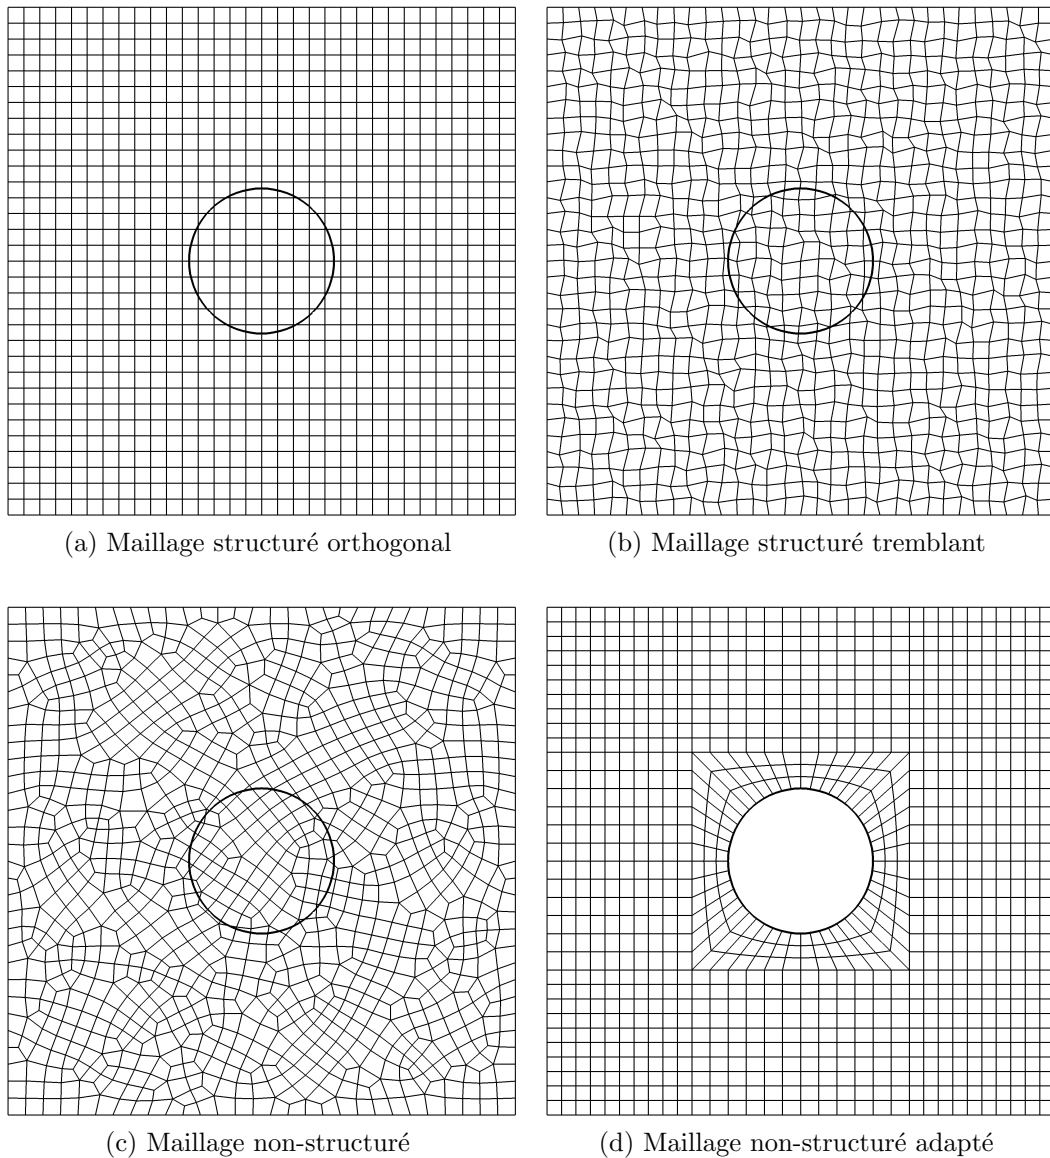 (a) Maillage structuré orthogonal
(b) Maillage structuré tremblant
(c) Maillage non-structuré
(d) Maillage non-structuré adapté